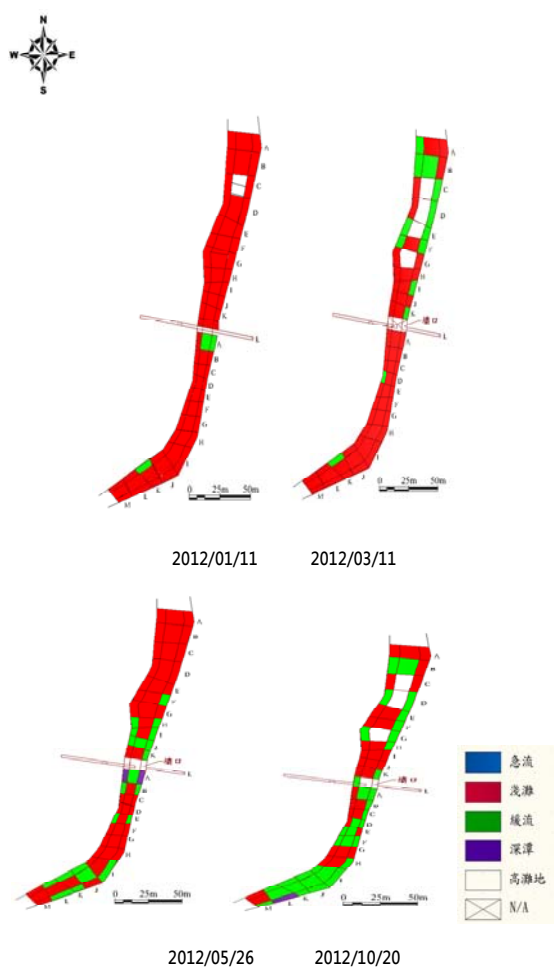 N
W E
S
A
B
C
D
E
F
G
H
I
J
K
L
A
B
C
D
E
F
G
H
I
J
K
L
M
0 25m 50m
A
B
C
D
E
F
G
H
I
J
K
壩口
L
A
B
C
D
E
F
G
H
I
J
K
L
M
0 25m 50m
2012/01/11 2012/03/11
A
B
C
D
E
F
G
H
I
J
K
壩口
A
L
B
C
D
E
F
G
H
I
J
L
M
0 25m 50m
A
B
C
D
E
F
G
H
I
J
K
壩口
A
L
B
C
D
E
F
G
H
I
L
M
0 25m 50m
急流
淺灘
緩流
深潭
高灘地
N/A
2012/05/26 2012/10/20